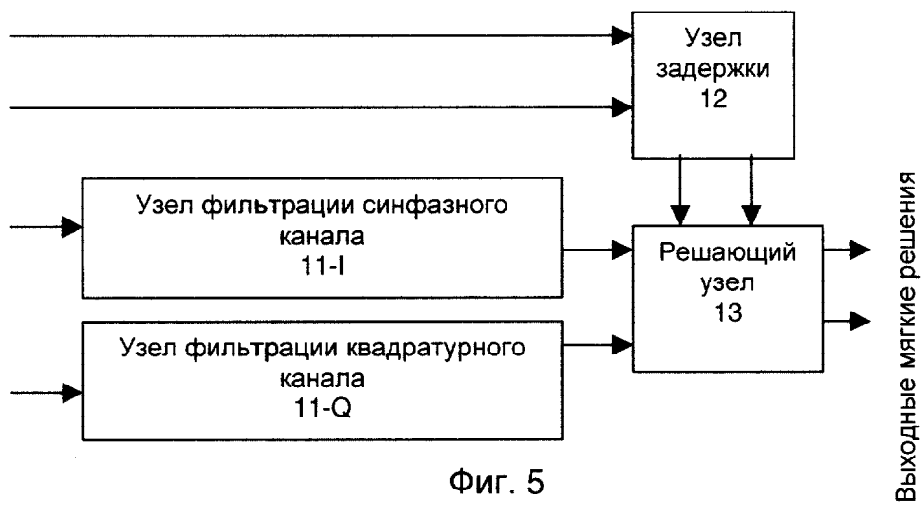 Узел
задержки
12
Узел фильтрации синфазного
канала
11-I
Решающий
узел
13
Узел фильтрации квадратурного
канала
11-Q
Выходные мягкие решения
Фиг. 5